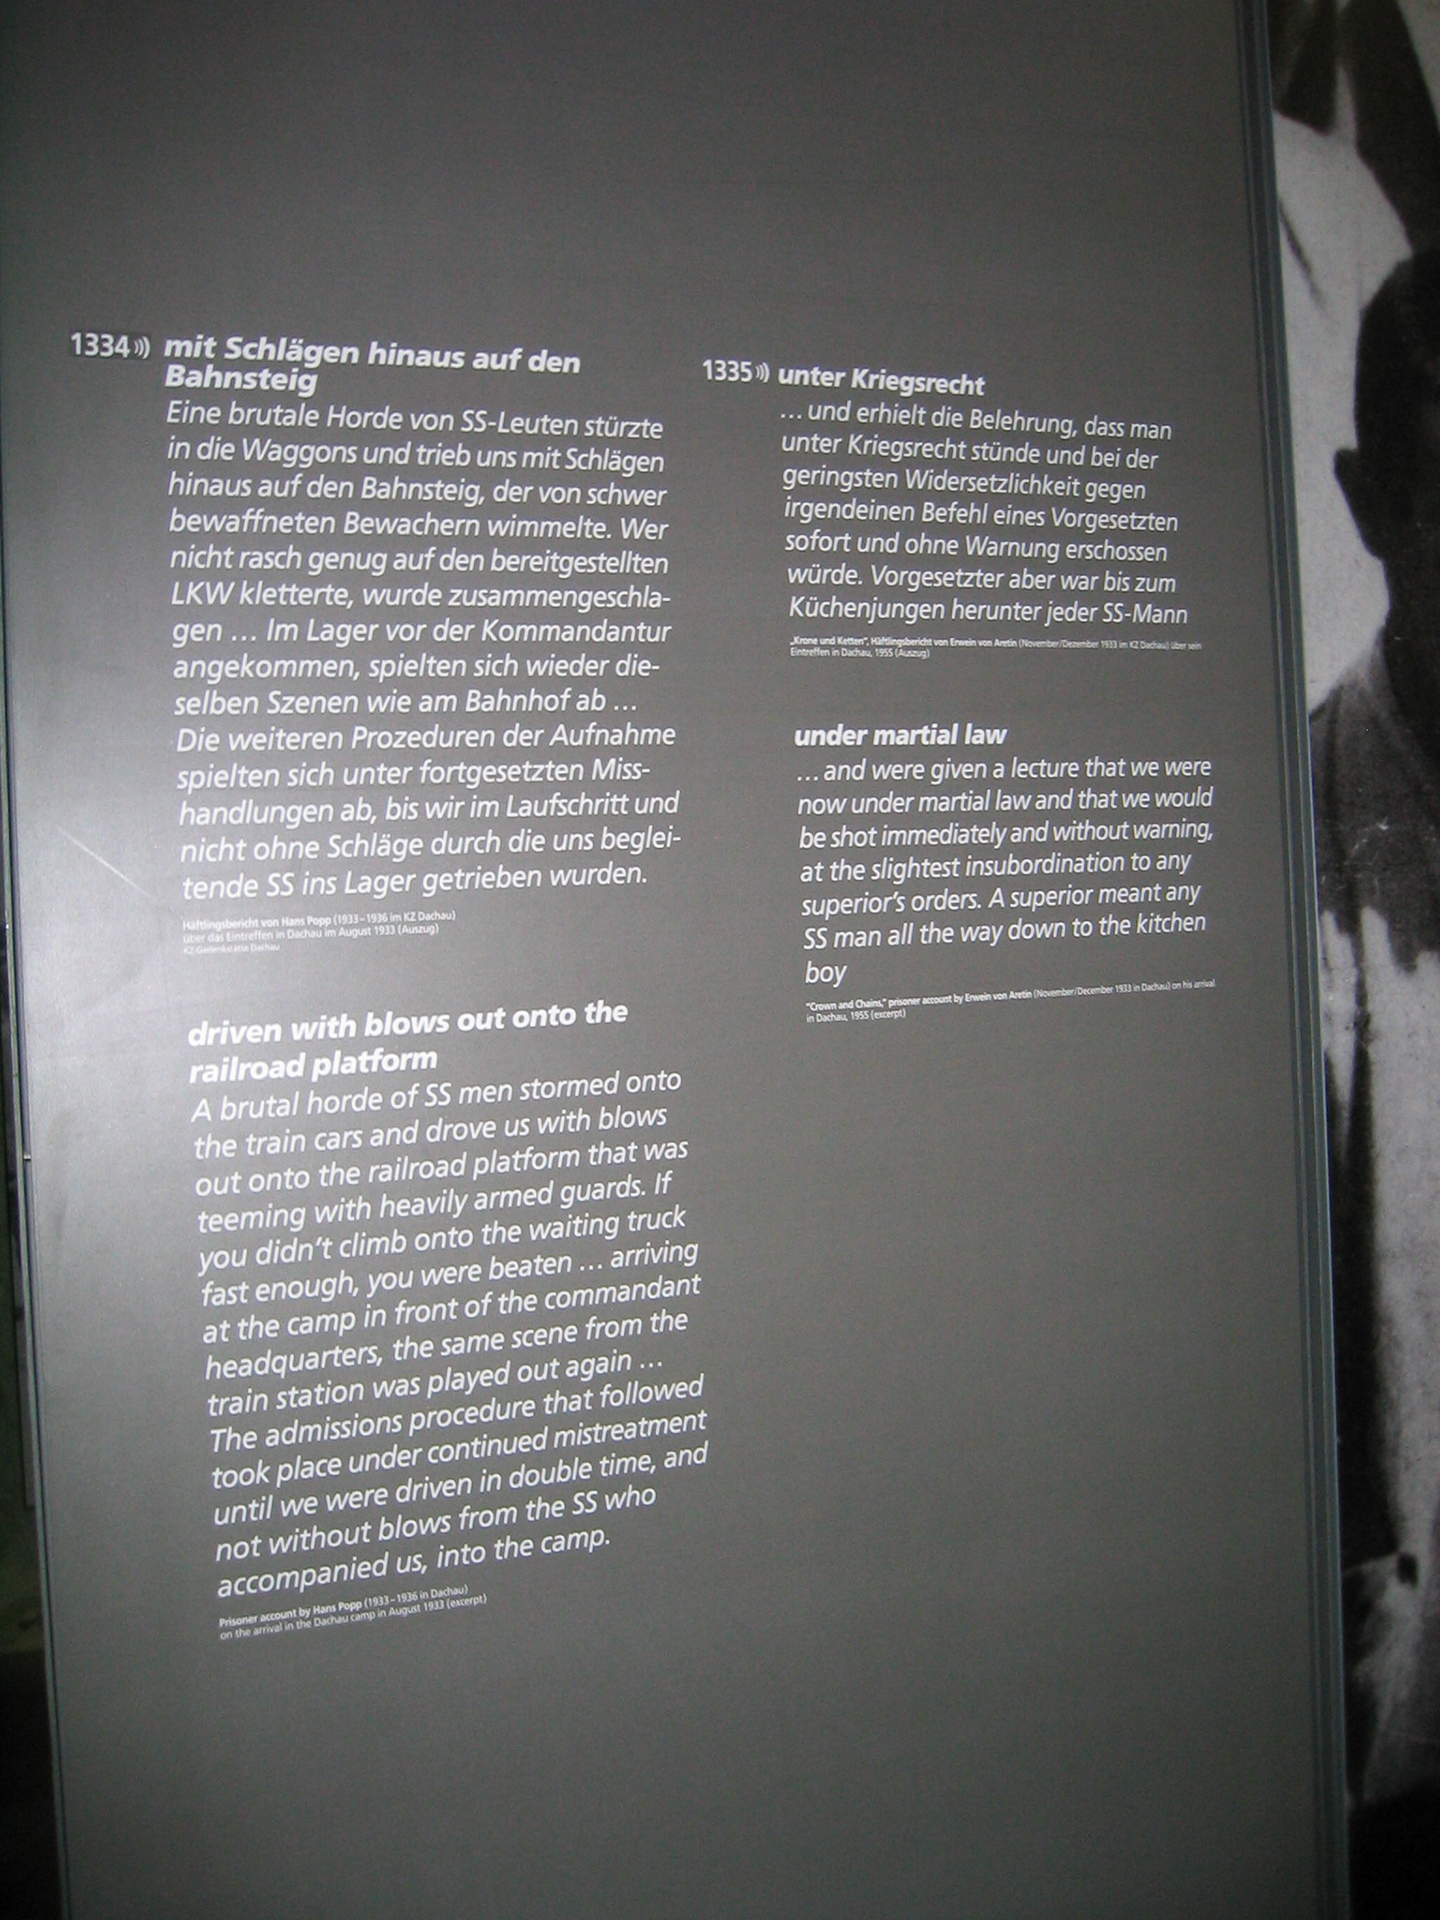 1334 mit Schlägen hinaus auf den
Bahnsteig
Eine brutale Horde von SS-Leuten stürzte
in die Waggons und trieb uns mit Schlägen
hinaus auf den Bahnsteig, der von schwer
bewaffneten Bewachern wimmelte. Wer
nicht rasch genug auf den bereitgestellten
LKW kletterte, wurde zusammengeschla-
gen ... Im Lager vor der Kommandantur
angekommen, spielten sich wieder die-
selben Szenen wie am Bahnhof ab ...
Die weiteren Prozeduren der Aufnahme
spielten sich unter fortgesetzten Miss-
handlungen ab, bis wir im Laufschritt und
nicht ohne Schläge durch die uns beglei-
tende SS ins Lager getrieben wurden.
Häftlingsbericht von Hans Popp (1933–1936 im KZ Dachau)
über das Eintreffen in Dachau im August 1933 (Auszug)
KZ-Gedenkstätte Dachau
driven with blows out onto the
railroad platform
A brutal horde of SS men stormed onto
the train cars and drove us with blows
out onto the railroad platform that was
teeming with heavily armed guards. If
you didn't climb onto the waiting truck
fast enough, you were beaten ... arriving
at the camp in front of the commandant
headquarters, the same scene from the
train station was played out again ...
The admissions procedure that followed
took place under continued mistreatment
until we were driven in double time, and
not without blows from the SS who
accompanied us, into the camp.
Prisoner account by Hans Popp (1933–1936 in Dachau)
on the arrival in the Dachau camp in August 1933 (excerpt)
1335 unter Kriegsrecht
... und erhielt die Belehrung, dass man
unter Kriegsrecht stünde und bei der
geringsten Widersetzlichkeit gegen
irgendeinen Befehl eines Vorgesetzten
sofort und ohne Warnung erschossen
würde. Vorgesetzter aber war bis zum
Küchenjungen herunter jeder SS-Mann
„Krone und Ketten", Häftlingsbericht von Erwein von Aretin (November/Dezember 1933 im KZ Dachau) über sein
Eintreffen in Dachau, 1955 (Auszug)
under martial law
... and were given a lecture that we were
now under martial law and that we would
be shot immediately and without warning,
at the slightest insubordination to any
superior's orders. A superior meant any
SS man all the way down to the kitchen
boy
"Crown and Chains," prisoner account by Erwein von Aretin (November/December 1933 in Dachau) on his arrival
in Dachau, 1955 (excerpt)